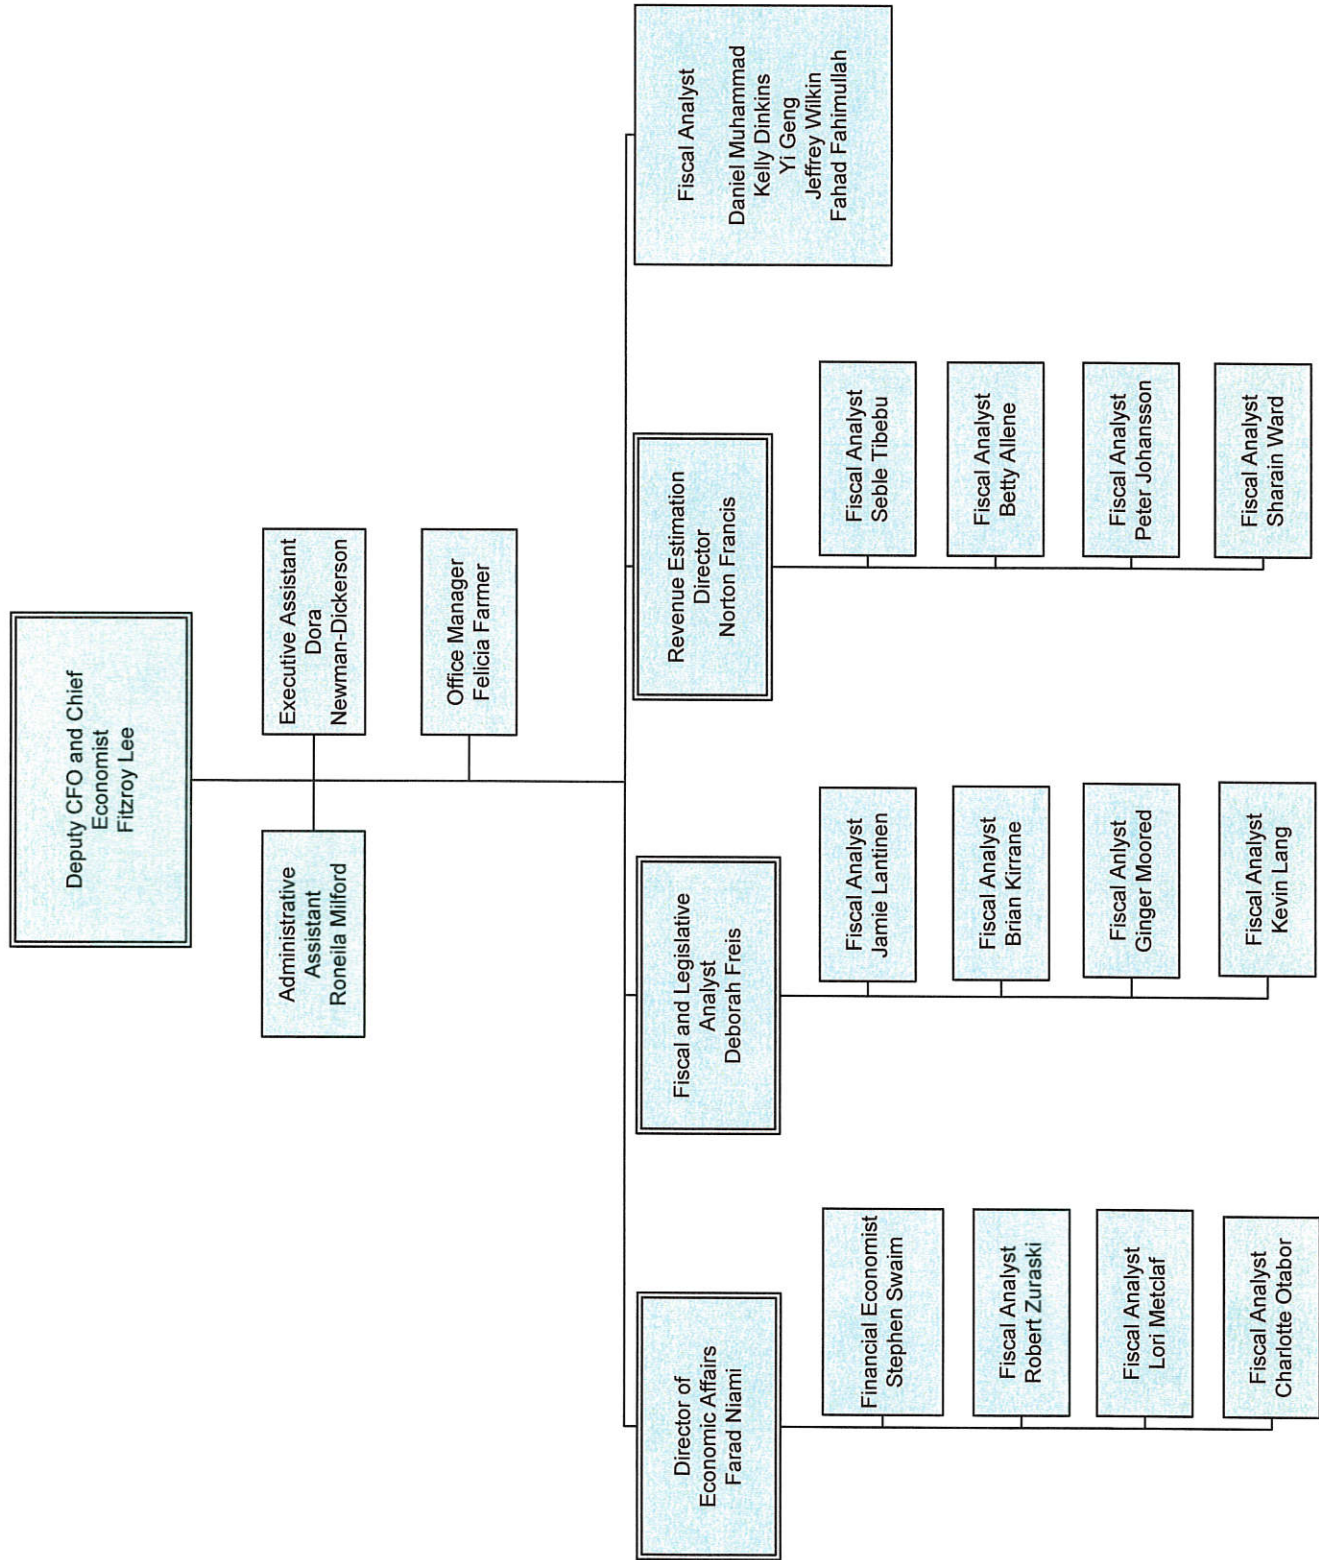 Deputy CFO and Chief
Economist
Fitzroy Lee
Administrative
Assistant
Roneila Milford
Executive Assistant
Dora
Newman-Dickerson
Office Manager
Felicia Farmer
Director of
Economic Affairs
Farad Niami
Financial Economist
Stephen Swaim
Fiscal Analyst
Robert Zuraski
Fiscal Analyst
Lori Metclaf
Fiscal Analyst
Charlotte Otabor
Fiscal and Legislative
Analyst
Deborah Freis
Fiscal Analyst
Jamie Lantinen
Fiscal Analyst
Brian Kirrane
Fiscal Anlyst
Ginger Moored
Fiscal Analyst
Kevin Lang
Revenue Estimation
Director
Norton Francis
Fiscal Analyst
Seble Tibebu
Fiscal Analyst
Betty Allene
Fiscal Analyst
Peter Johansson
Fiscal Analyst
Sharain Ward
Fiscal Analyst
Daniel Muhammad
Kelly Dinkins
Yi Geng
Jeffrey Wilkin
Fahad Fahimullah